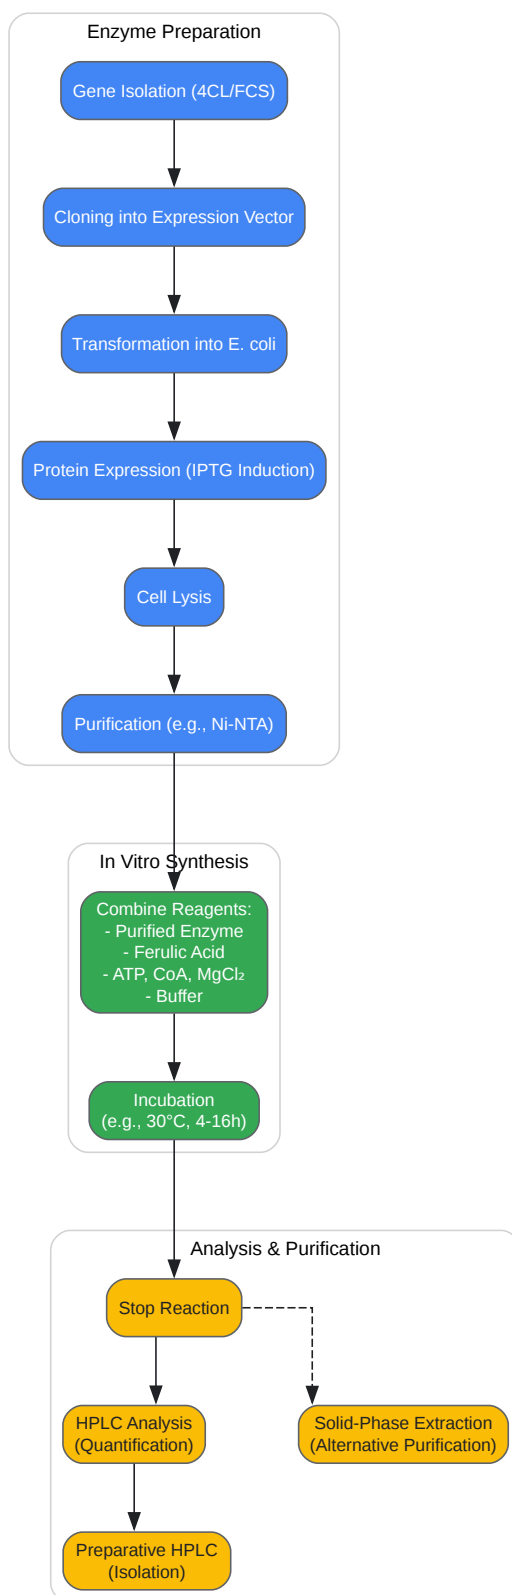 Enzyme Preparation
Gene Isolation (4CL/FCS)
Cloning into Expression Vector
Transformation into E. coli
Protein Expression (IPTG Induction)
Cell Lysis
Purification (e.g., Ni-NTA)
In Vitro Synthesis
Combine Reagents:
- Purified Enzyme
- Ferulic Acid
- ATP, CoA, MgCl₂
- Buffer
Incubation
(e.g., 30°C, 4-16h)
Analysis & Purification
Stop Reaction
HPLC Analysis
(Quantification)
Solid-Phase Extraction
(Alternative Purification)
Preparative HPLC
(Isolation)